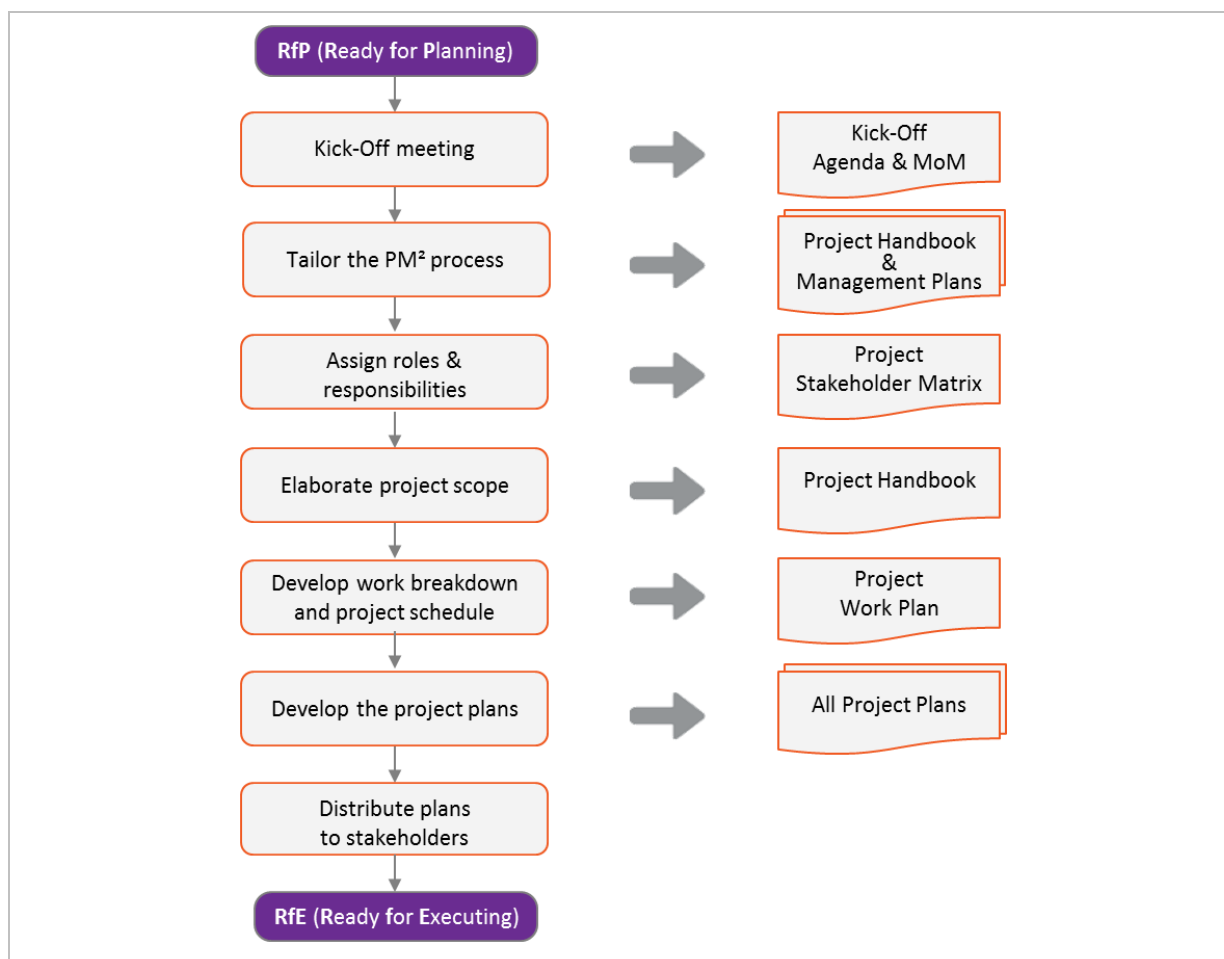 RfP (Ready for Planning)
Kick-Off meeting
Kick-Off
Agenda & MoM
Tailor the PM² process
Project Handbook
&
Management Plans
Assign roles &
responsibilities
Project
Stakeholder Matrix
Elaborate project scope
Project Handbook
Develop work breakdown
and project schedule
Project
Work Plan
Develop the project plans
All Project Plans
Distribute plans
to stakeholders
RfE (Ready for Executing)